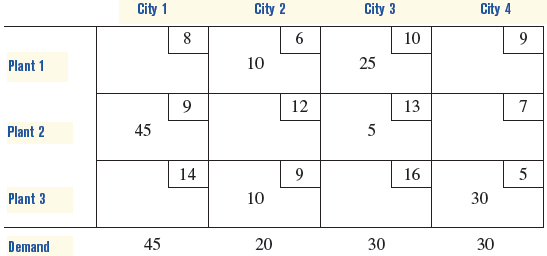 City 1 City 2 City 3 City 4
8 6 10 9
Plant 1 10 25
9 12 13 7
Plant 2 45 5
14 9 16 5
Plant 3 10 30
Demand 45 20 30 30